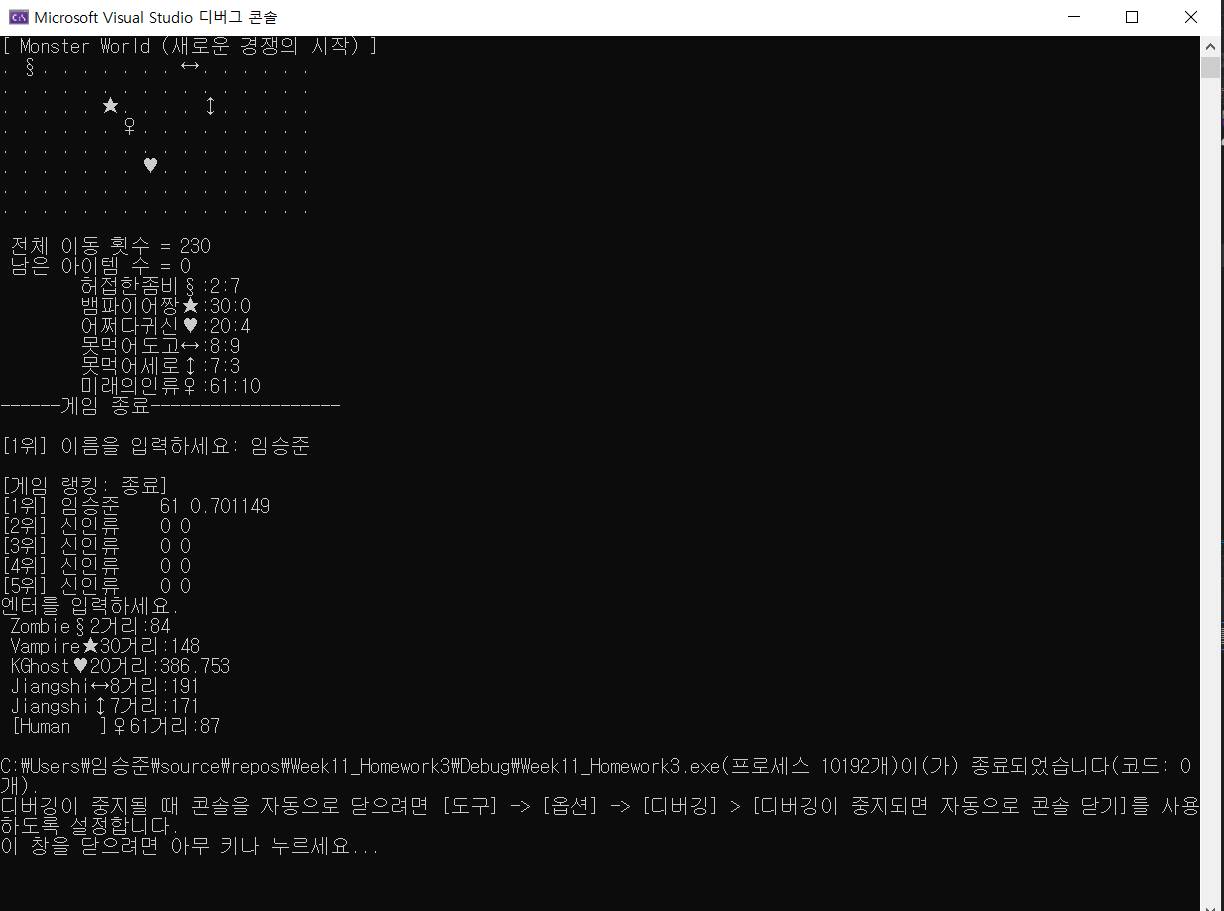 Microsoft Visual Studio 디버그 콘솔
[ Monster World (새로운 경쟁의 시작) ]
. § . . . . . . . ↔ . . . . . .
. . . . . . . . . . . . . . . .
. . . . . ★ . . . . ↕ . . . . .
. . . . . . ♀ . . . . . . . . .
. . . . . . . . . . . . . . . .
. . . . . . . ♥ . . . . . . . .
. . . . . . . . . . . . . . . .
. . . . . . . . . . . . . . . .
전체 이동 횟수 = 230
남은 아이템 수 = 0
허접한좀비§:2:7
뱀파이어짱★:30:0
어쩌다귀신♥:20:4
못먹어도고↔:8:9
못먹어세로↕:7:3
미래의인류♀:61:10
------게임 종료-------------------
[1위] 이름을 입력하세요: 임승준
[게임 랭킹: 종료]
[1위] 임승준 61 0.701149
[2위] 신인류 0 0
[3위] 신인류 0 0
[4위] 신인류 0 0
[5위] 신인류 0 0
엔터를 입력하세요.
Zombie§2거리:84
Vampire★30거리:148
KGhost♥20거리:386.753
Jiangshi↔8거리:191
Jiangshi↕7거리:171
[Human ]♀61거리:87
C:₩Users₩임승준₩source₩repos₩Week11_Homework3₩Debug₩Week11_Homework3.exe(프로세스 10192개)이(가) 종료되었습니다(코드: 0
개).
디버깅이 중지될 때 콘솔을 자동으로 닫으려면 [도구] -> [옵션] -> [디버깅] > [디버깅이 중지되면 자동으로 콘솔 닫기]를 사용
하도록 설정합니다.
이 창을 닫으려면 아무 키나 누르세요...